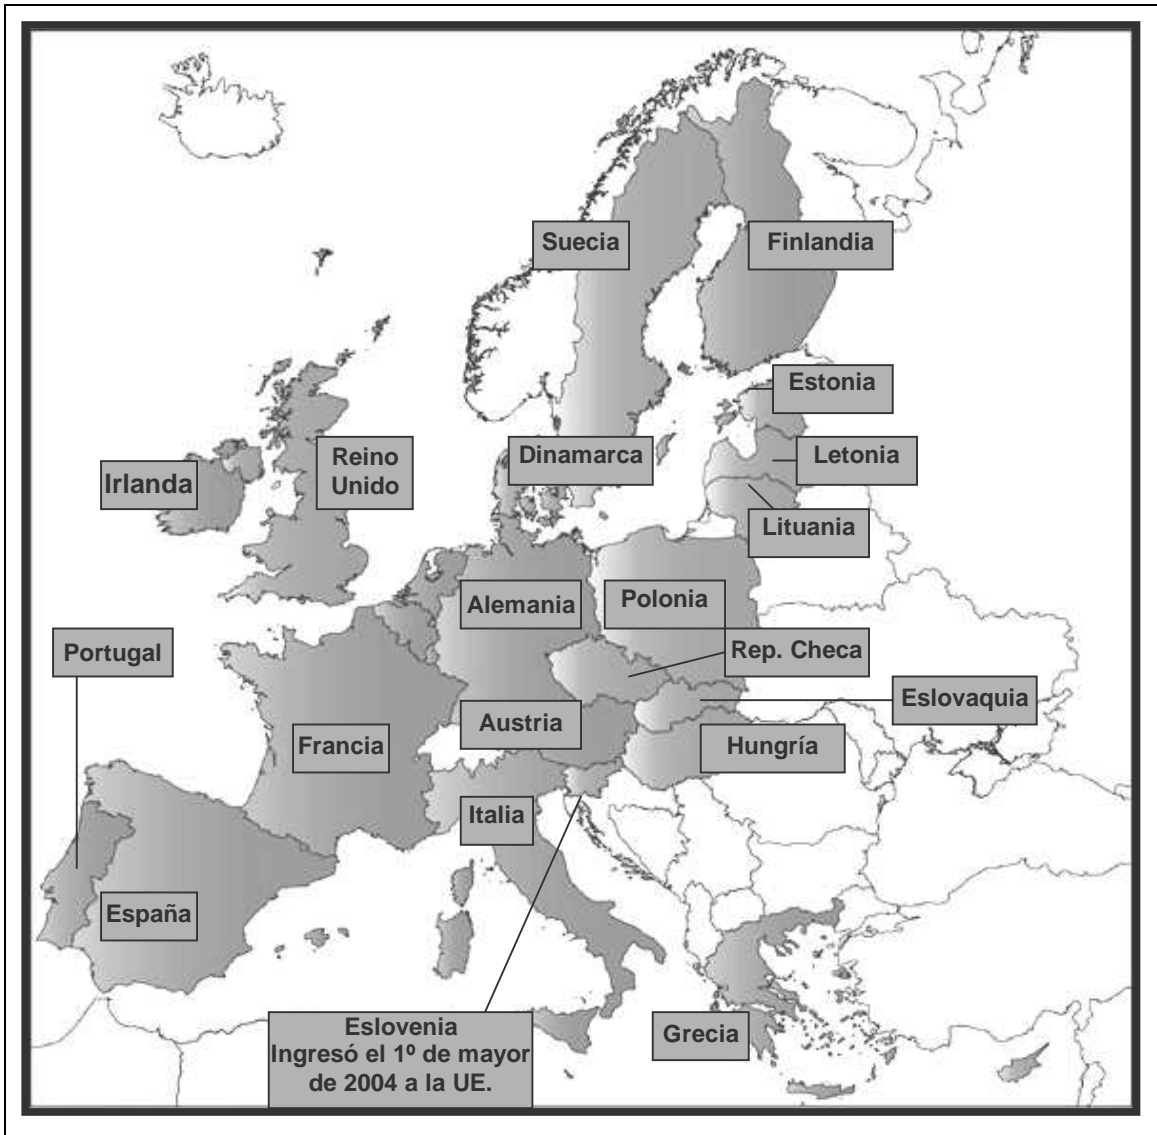 Suecia
Finlandia
Estonia
Irlanda
Reino
Unido
Dinamarca
Letonia
Lituania
Alemania
Polonia
Portugal
Rep. Checa
Eslovaquia
Austria
Francia
Hungría
Italia
España
Eslovenia
Ingresó el 1º de mayor
de 2004 a la UE.
Grecia